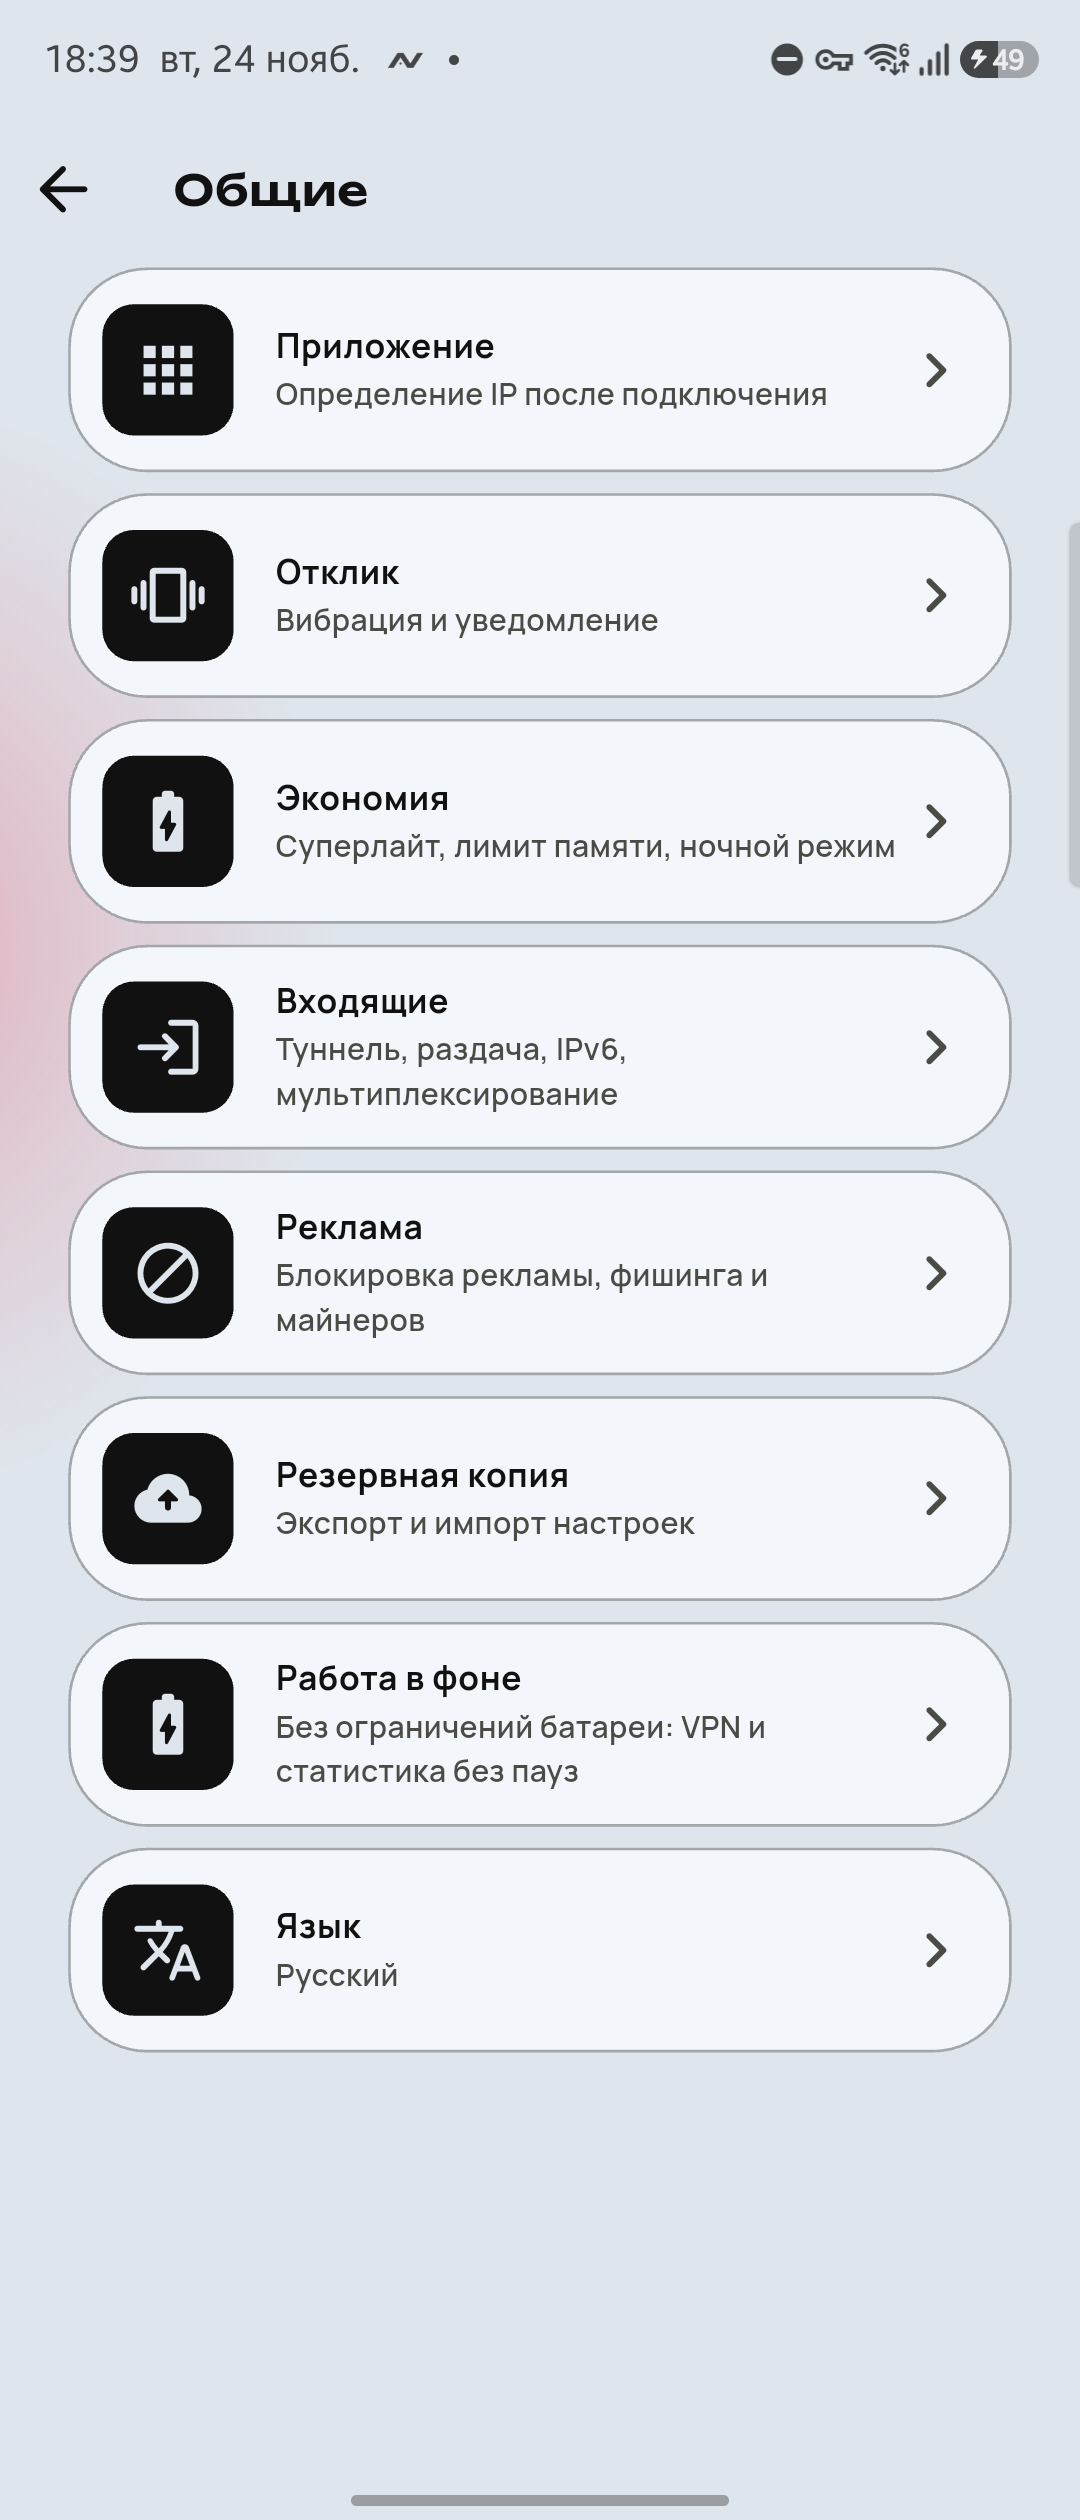 18:39 вт, 24 нояб.
6
49
Общие
Приложение
Определение IP после подключения
Отклик
Вибрация и уведомление
Экономия
Суперлайт, лимит памяти, ночной режим
Входящие
Туннель, раздача, IPv6,
мультиплексирование
Реклама
Блокировка рекламы, фишинга и
майнеров
Резервная копия
Экспорт и импорт настроек
Работа в фоне
Без ограничений батареи: VPN и
статистика без пауз
Язык
Русский